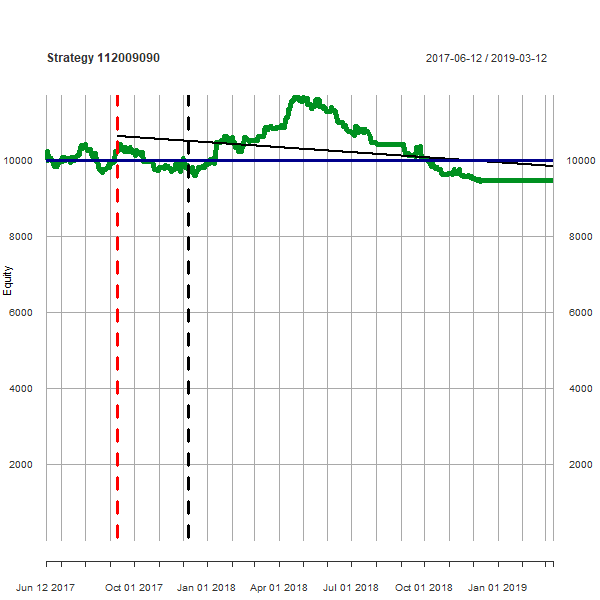 Strategy 112009090
2017-06-12 / 2019-03-12
10000
10000
8000
8000
Equity
6000
6000
4000
4000
2000
2000
Jun 12 2017
Oct 01 2017
Jan 01 2018
Apr 01 2018
Jul 01 2018
Oct 01 2018
Jan 01 2019